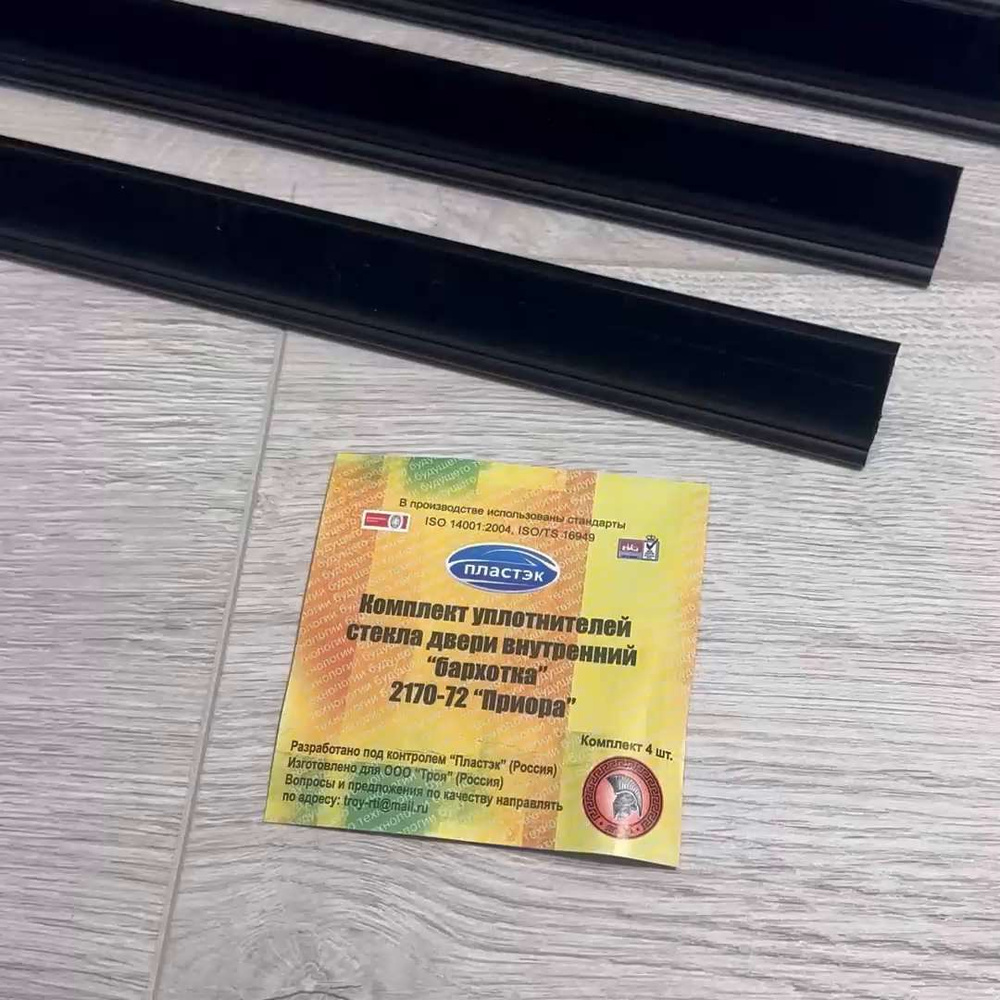 В производстве использованы стандарты
ISO 14001:2004, ISO/TS 16949
пластэк
Комплект уплотнителей
стекла двери внутренний
“бархотка”
2170-72 “Приора”
Комплект 4 шт.
Разработано под контролем “Пластэк” (Россия)
Изготовлено для ООО “Троя” (Россия)
Вопросы и предложения по качеству направлять
по адресу: troy-rti@mail.ru